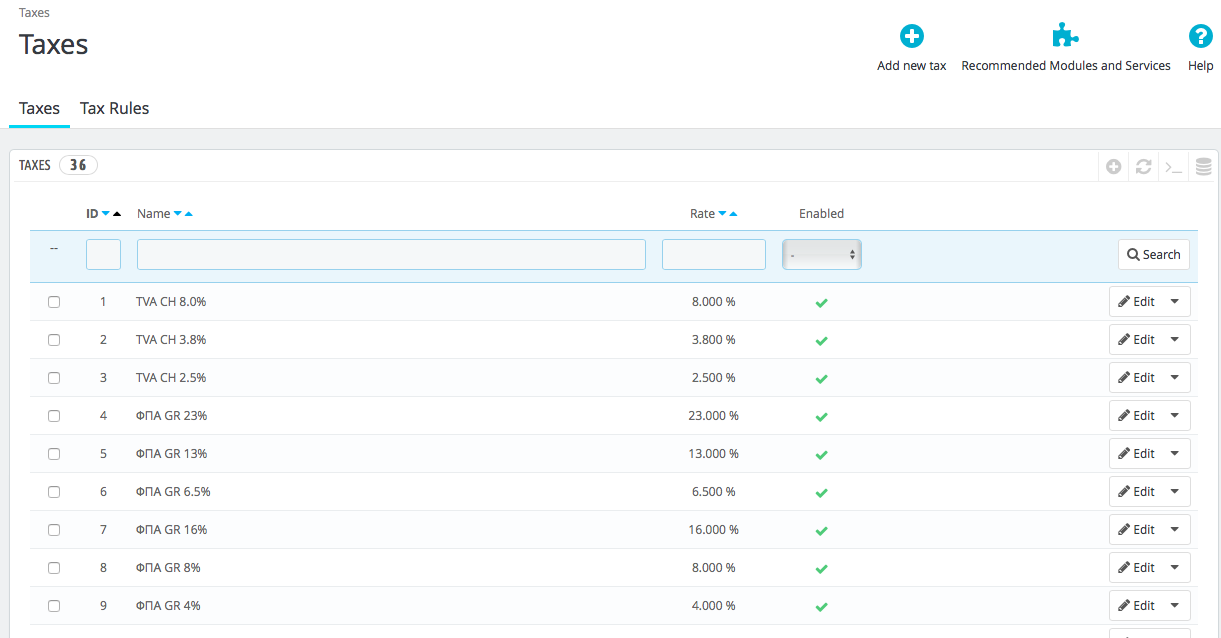 Taxes
Taxes
Add new tax Recommended Modules and Services Help
Taxes Tax Rules
TAXES 36
ID Name Rate Enabled
-- - Search
1 TVA CH 8.0% 8.000 % Edit
2 TVA CH 3.8% 3.800 % Edit
3 TVA CH 2.5% 2.500 % Edit
4 ΦΠΑ GR 23% 23.000 % Edit
5 ΦΠΑ GR 13% 13.000 % Edit
6 ΦΠΑ GR 6.5% 6.500 % Edit
7 ΦΠΑ GR 16% 16.000 % Edit
8 ΦΠΑ GR 8% 8.000 % Edit
9 ΦΠΑ GR 4% 4.000 % Edit